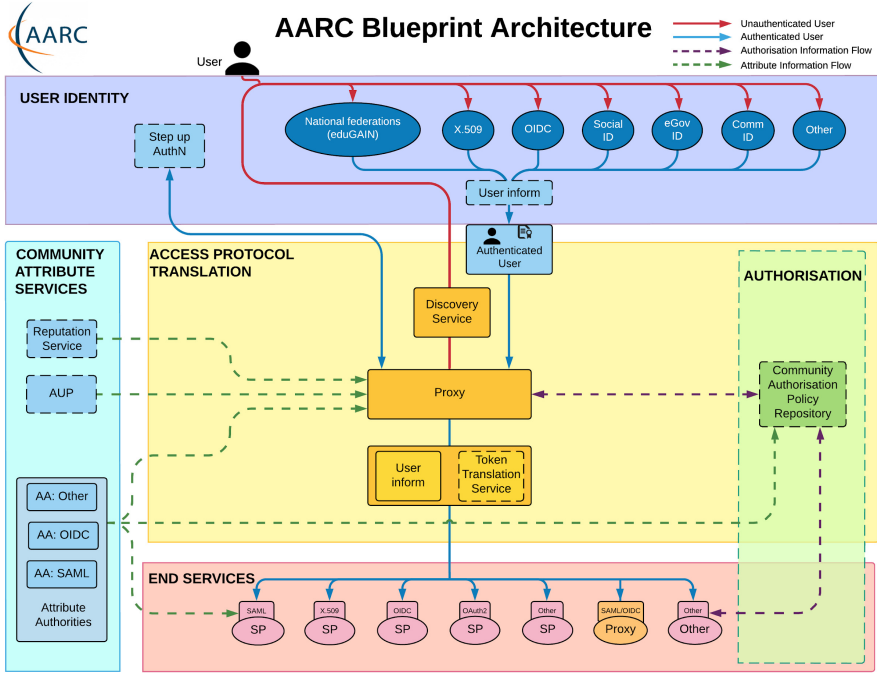 AARC
AARC Blueprint Architecture
Unauthenticated User
Authenticated User
Authorisation Information Flow
Attribute Information Flow
User
USER IDENTITY
Step up
AuthN
National federations
(eduGAIN)
X.509
OIDC
Social
ID
eGov
ID
Comm
ID
Other
User inform
Authenticated
User
COMMUNITY
ATTRIBUTE
SERVICES
ACCESS PROTOCOL
TRANSLATION
AUTHORISATION
Reputation
Service
Discovery
Service
AUP
Proxy
Community
Authorisation
Policy
Repository
User
inform
Token
Translation
Service
AA: Other
AA: OIDC
AA: SAML
Attribute
Authorities
END SERVICES
SAML
SP
X.509
SP
OIDC
SP
OAuth2
SP
Other
SP
SAML/OIDC
Proxy
Other
Other